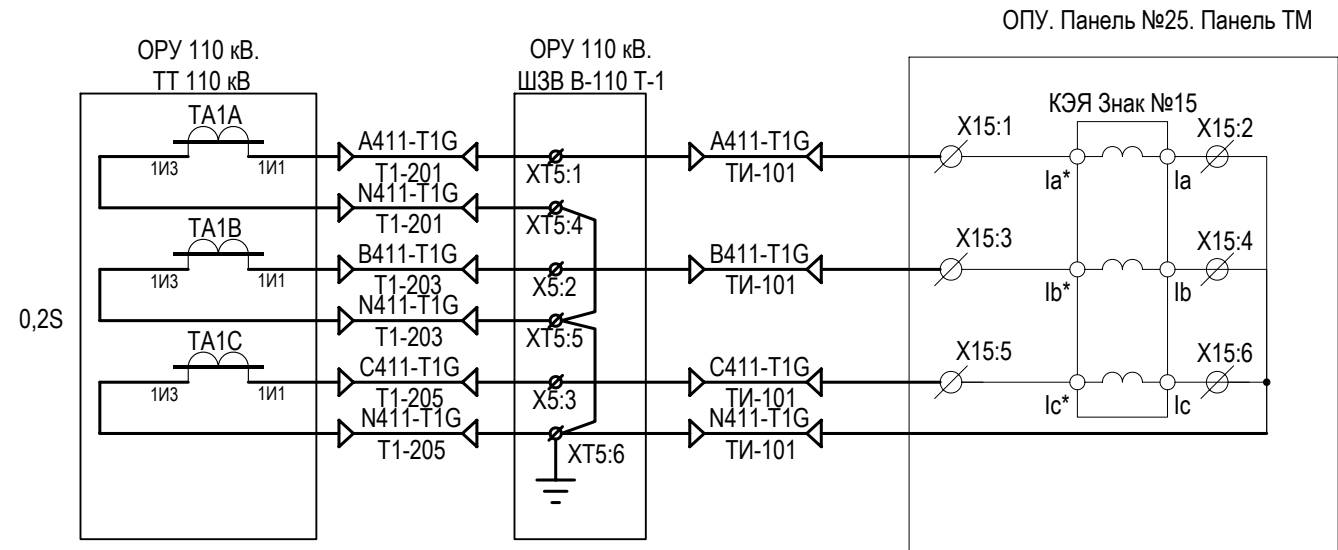 ОПУ. Панель №25. Панель ТМ
ОРУ 110 кВ.
ТТ 110 кВ
ОРУ 110 кВ.
ШЗВ В-110 Т-1
КЭЯ Знак №15
TA1A
1И3
1И1
A411-T1G
T1-201
XT5:1
A411-T1G
ТИ-101
X15:1
Ia*
Ia
X15:2
N411-T1G
T1-201
XT5:4
TA1B
1И3
1И1
B411-T1G
T1-203
X5:2
B411-T1G
ТИ-101
X15:3
Ib*
Ib
X15:4
0,2S
N411-T1G
T1-203
XT5:5
TA1C
1И3
1И1
C411-T1G
T1-205
X5:3
C411-T1G
ТИ-101
X15:5
Ic*
Ic
X15:6
N411-T1G
T1-205
XT5:6
N411-T1G
ТИ-101